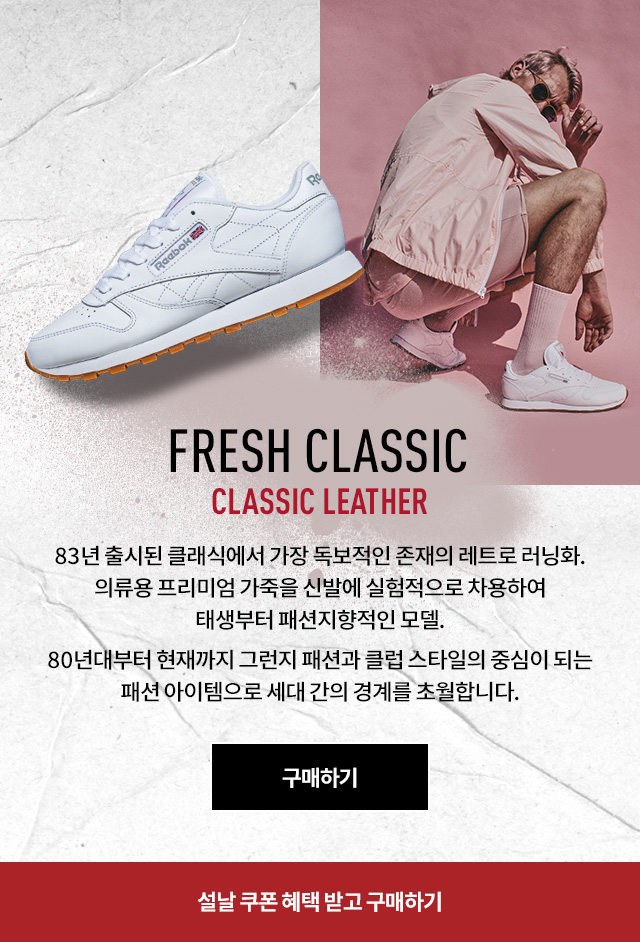 Reebok
FRESH CLASSIC
CLASSIC LEATHER
83년 출시된 클래식에서 가장 독보적인 존재의 레트로 러닝화.
의류용 프리미엄 가죽을 신발에 실험적으로 차용하여
태생부터 패션지향적인 모델.
80년대부터 현재까지 그런지 패션과 클럽 스타일의 중심이 되는
패션 아이템으로 세대 간의 경계를 초월합니다.
구매하기
설날 쿠폰 혜택 받고 구매하기